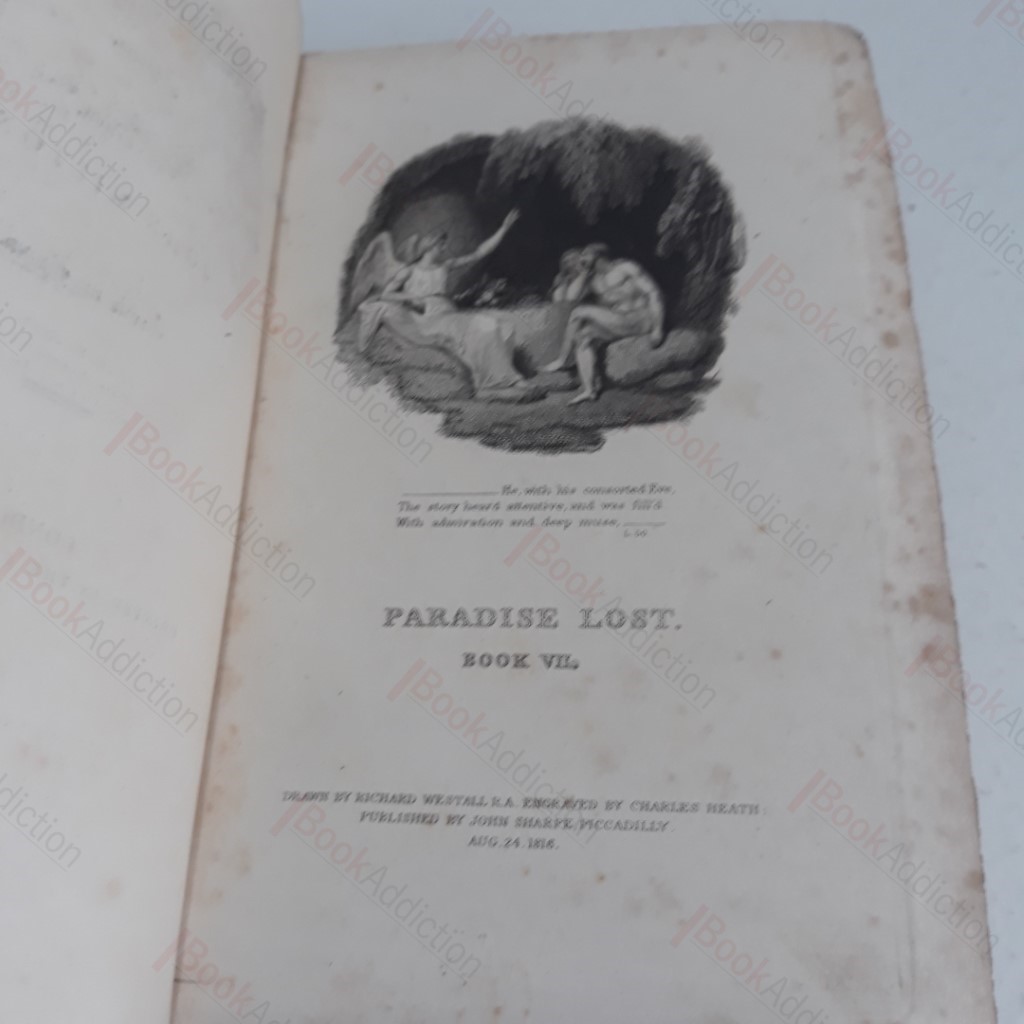 He, with his consorted Eve,
The story heard attentive, and was fill'd
With admiration and deep muse,
PARADISE LOST.
BOOK VII.
DRAWN BY RICHARD WESTALL R.A. ENGRAVED BY CHARLES HEATH;
PUBLISHED BY JOHN SHARPE, PICCADILLY.
AUG. 24. 1816.
BookAddiction